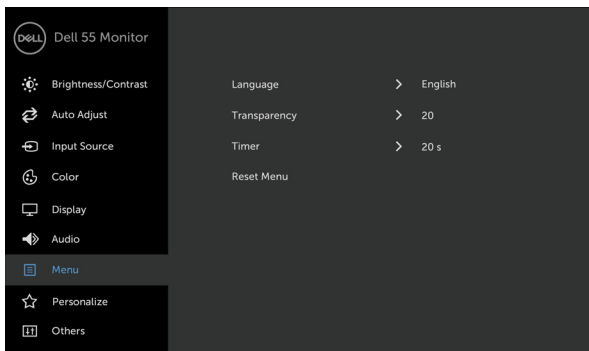 DELL Dell 55 Monitor
Brightness/Contrast
Auto Adjust
Input Source
Color
Display
Audio
Menu
Personalize
Others
Language > English
Transparency > 20
Timer > 20 s
Reset Menu